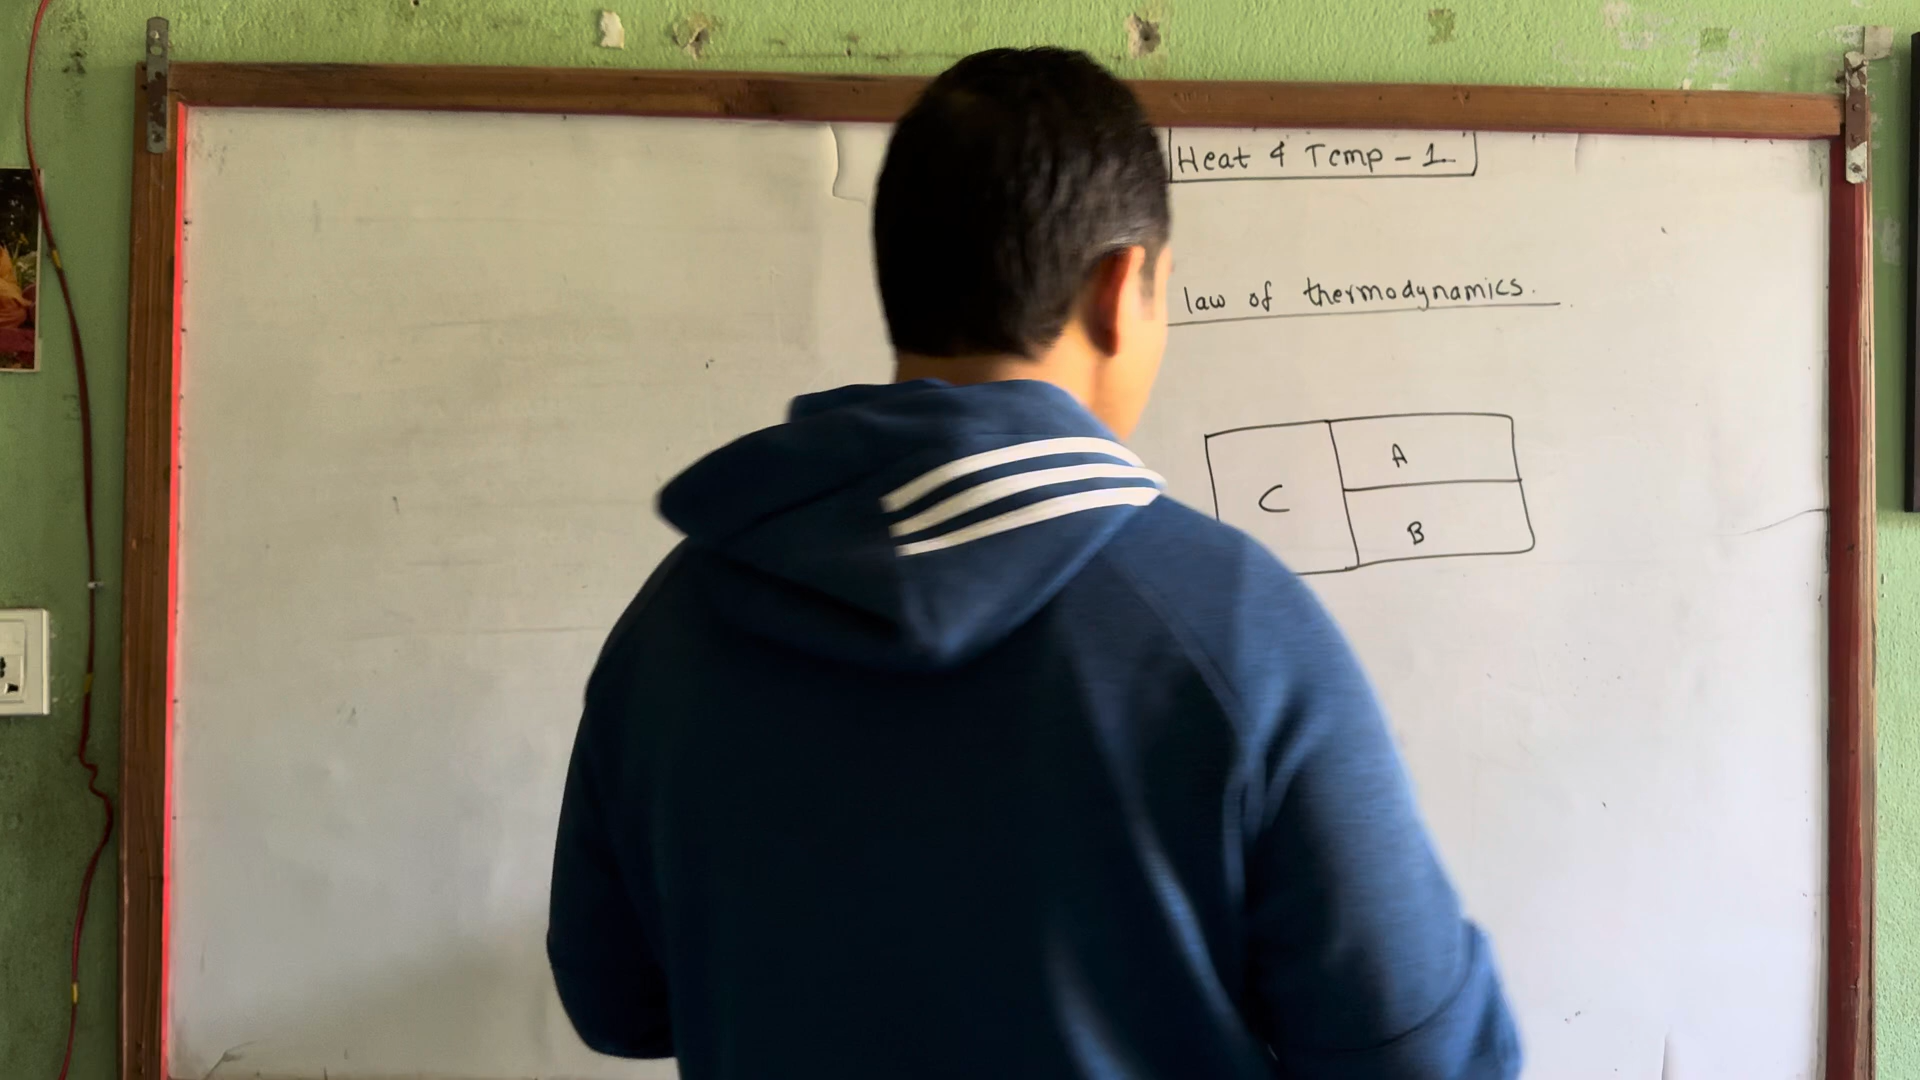 Heat & Temp - 1
law of thermodynamics.
C
A
B